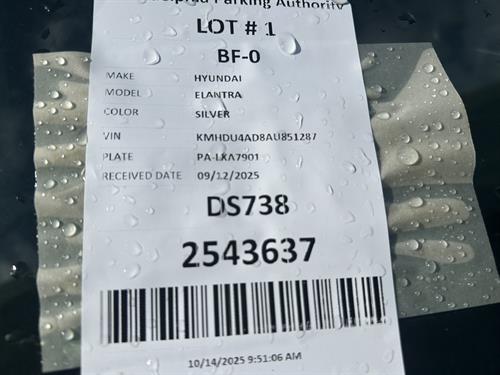 Parking Authority
LOT # 1
BF-0
MAKE HYUNDAI
MODEL ELANTRA
COLOR SILVER
VIN KMHDU4AD8AU851287
PLATE PA-LXA7901
RECEIVED DATE 09/12/2025
DS738
2543637
10/14/2025 9:51:06 AM